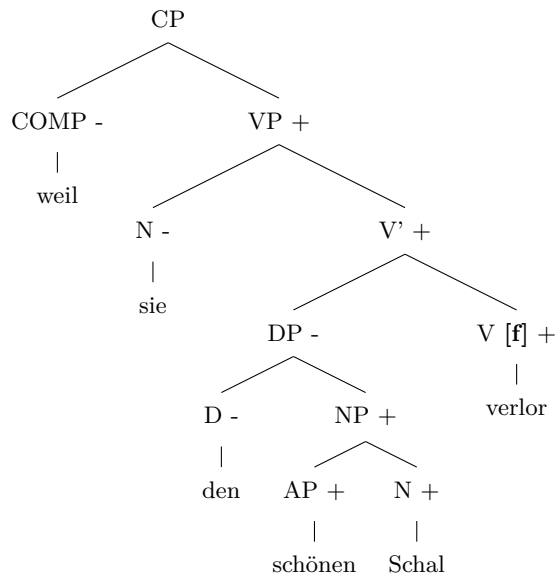 CP
COMP - VP +
weil
N - V' +
sie
DP - V [f] +
verlor
D - NP +
den AP + N +
schönen Schal